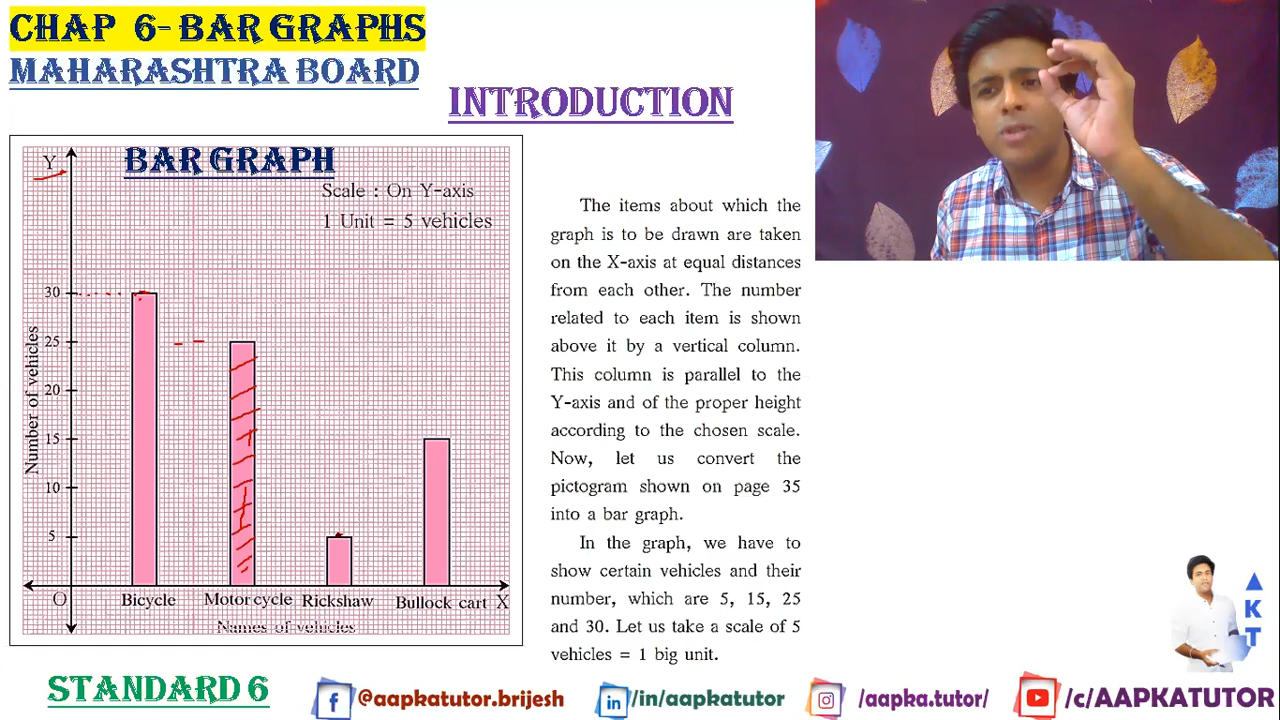 CHAP 6- BAR GRAPHS
MAHARASHTRA BOARD
INTRODUCTION
Y
BAR GRAPH
Scale : On Y-axis
1 Unit = 5 vehicles
30
25
20
15
10
5
Number of vehicles
O
Bicycle
Motorcycle
Rickshaw
Bullock cart
X
Names of vehicles
The items about which the
graph is to be drawn are taken
on the X-axis at equal distances
from each other. The number
related to each item is shown
above it by a vertical column.
This column is parallel to the
Y-axis and of the proper height
according to the chosen scale.
Now, let us convert the
pictogram shown on page 35
into a bar graph.
In the graph, we have to
show certain vehicles and their
number, which are 5, 15, 25
and 30. Let us take a scale of 5
vehicles = 1 big unit.
AKT
STANDARD 6
@aapkatutor.brijesh
/in/aapkatutor
/aapka.tutor/
/c/AAPKATUTOR